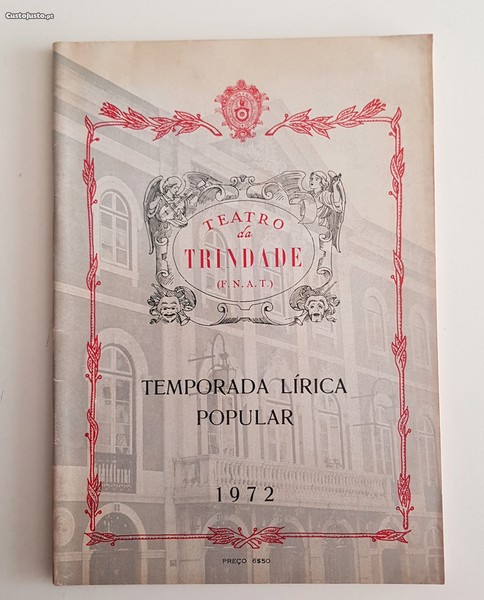 CustoJusto.pt
TEATRO
da
TRINDADE
(F.N.A.T.)
TEMPORADA LÍRICA
POPULAR
1972
PREÇO 6$50